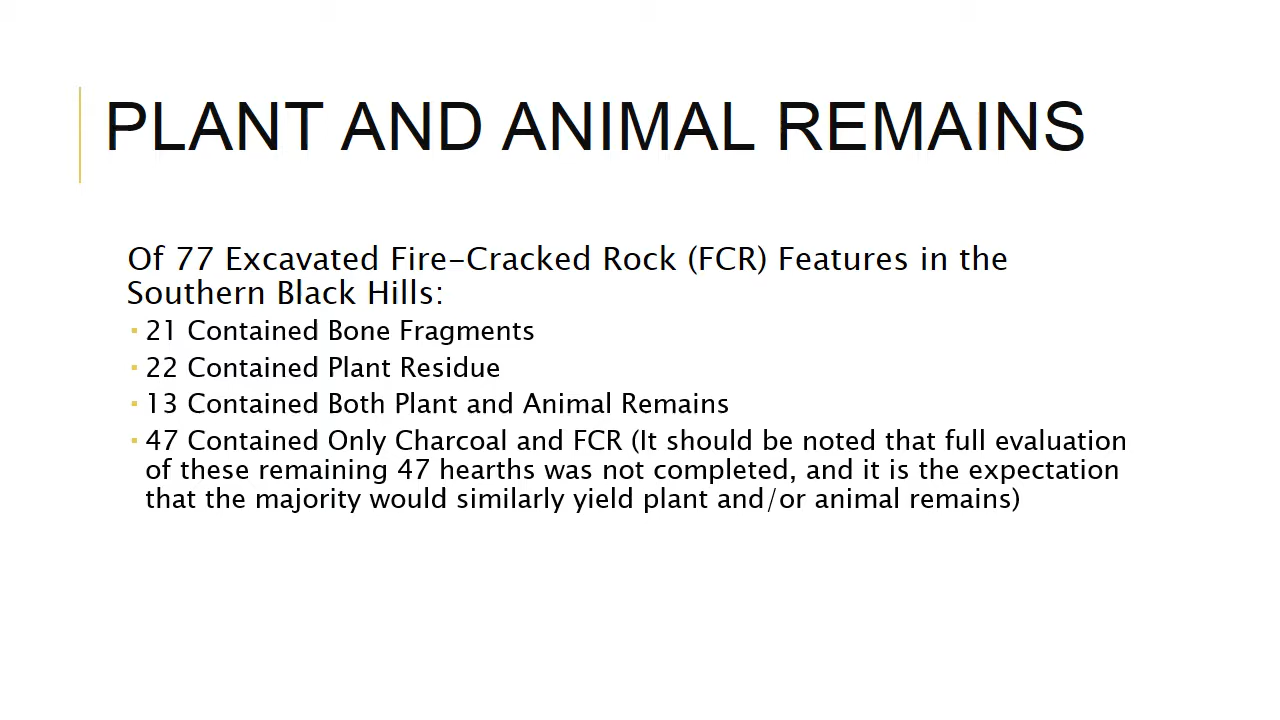 PLANT AND ANIMAL REMAINS
Of 77 Excavated Fire-Cracked Rock (FCR) Features in the
Southern Black Hills:
▪ 21 Contained Bone Fragments
▪ 22 Contained Plant Residue
▪ 13 Contained Both Plant and Animal Remains
▪ 47 Contained Only Charcoal and FCR (It should be noted that full evaluation
of these remaining 47 hearths was not completed, and it is the expectation
that the majority would similarly yield plant and/or animal remains)